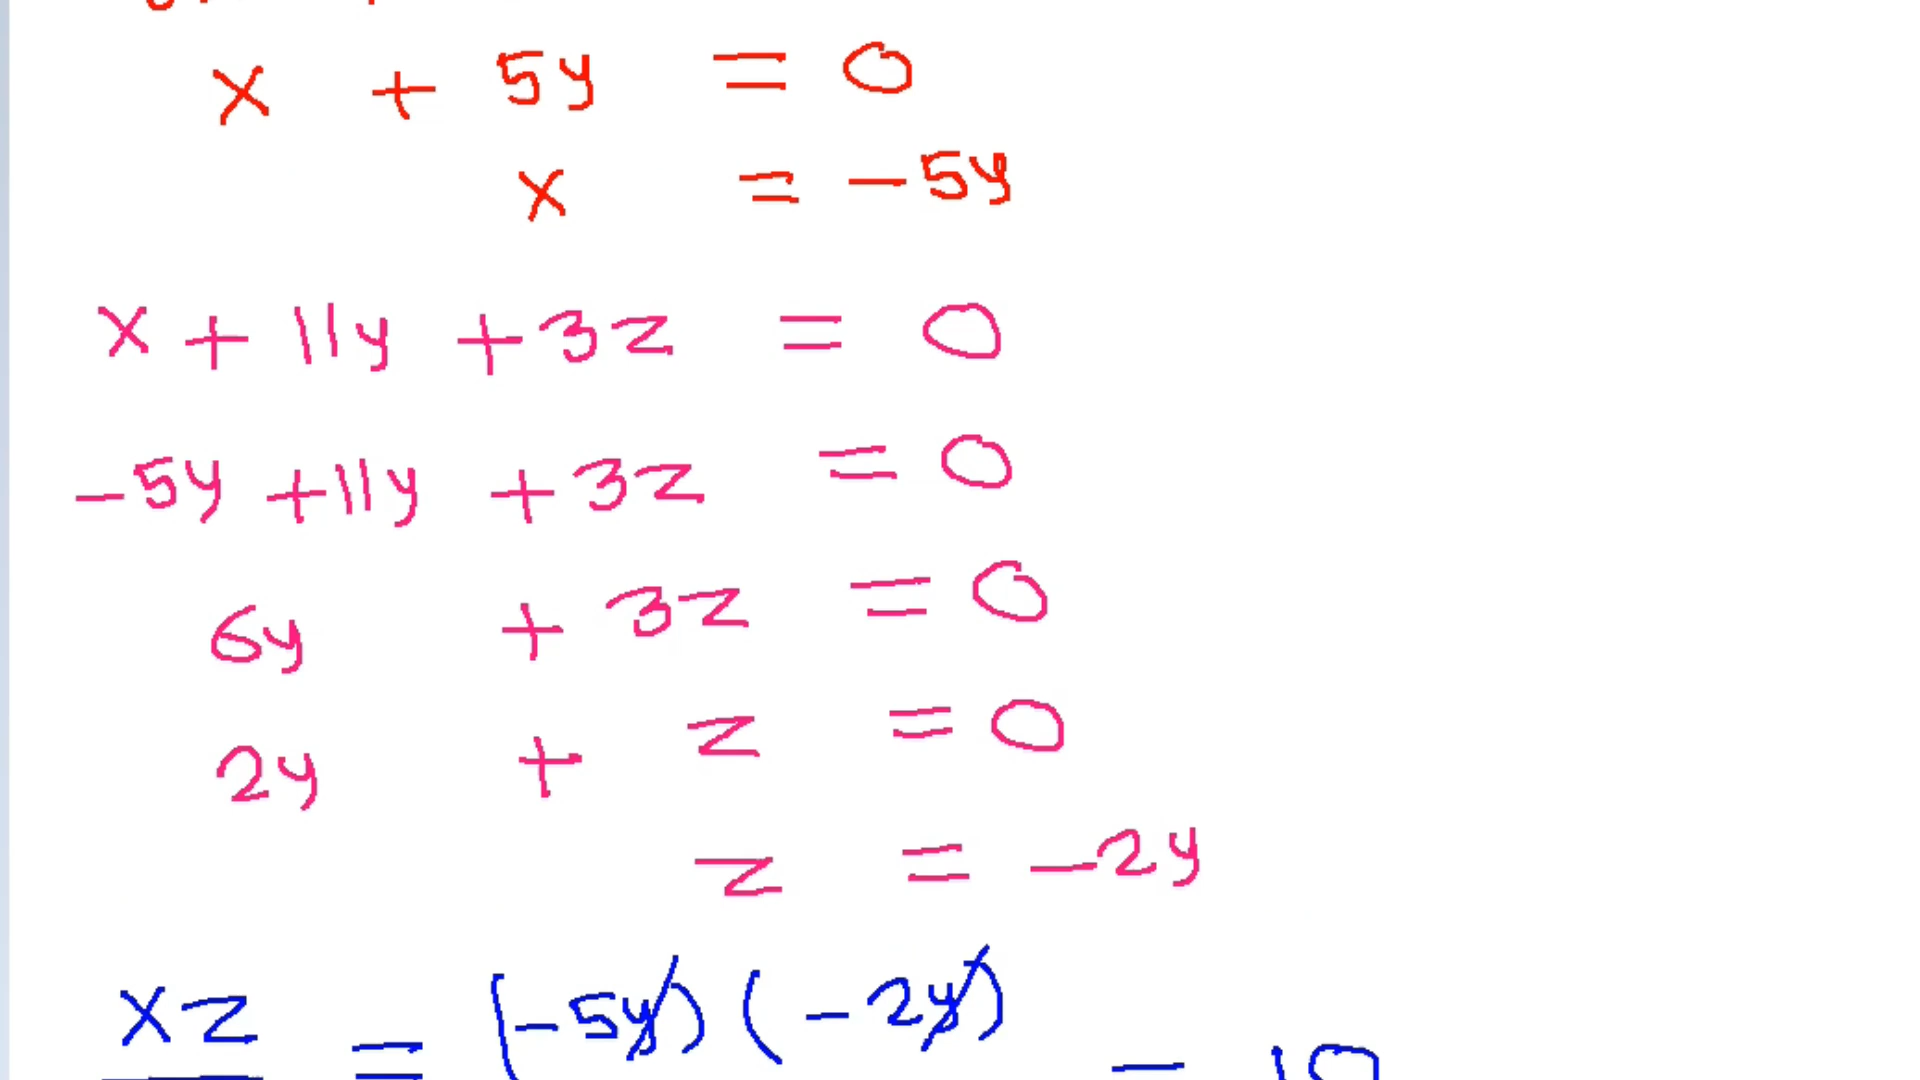 x + 5y = 0
x = -5y
x + 11y + 3z = 0
-5y + 11y + 3z = 0
6y + 3z = 0
2y + z = 0
z = -2y
xz = (-5y)(-2y) =